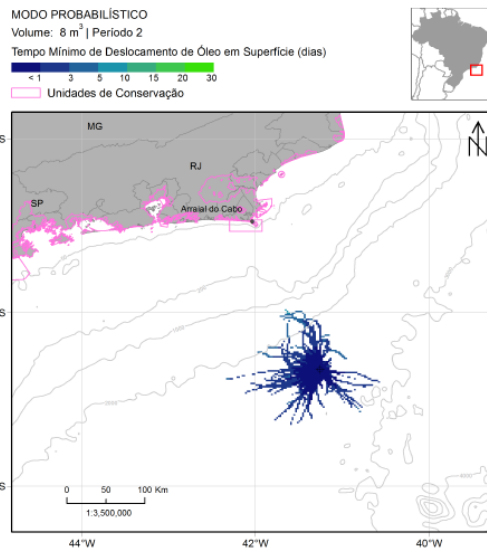 MODO PROBABILÍSTICO
Volume: 8 m³ | Período 2
Tempo Mínimo de Deslocamento de Óleo em Superfície (dias)
< 1 3 5 10 15 20 30
Unidades de Conservação
MG
RJ
SP
Arraial do Cabo
N
°S
°S
°S
0 50 100 Km
1:3,500,000
44°W 42°W 40°W